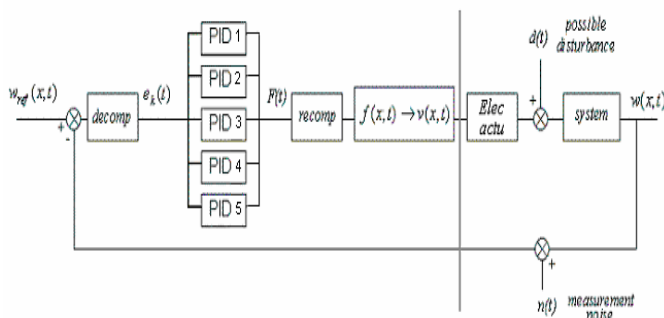 d(t)
possible
disturbance
w_ref(x,t)
+
-
decomp
e_k(t)
PID 1
PID 2
PID 3
PID 4
PID 5
F(t)
recomp
f(x,t) → v(x,t)
Elec
actu
+
system
w(x,t)
+
n(t)
measurement
noise